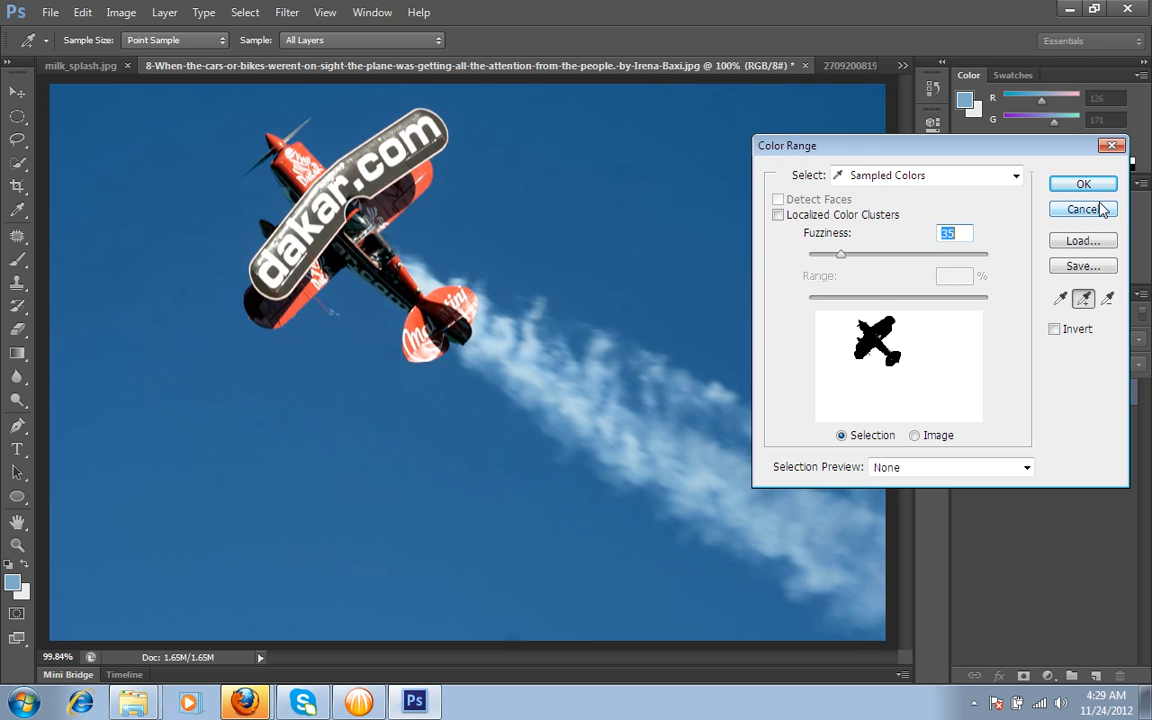 Ps File Edit Image Layer Type Select Filter View Window Help
Sample Size: Point Sample Sample: All Layers Essentials
milk_splash.jpg × 8-When-the-cars-or-bikes-werent-on-sight-the-plane-was-getting-all-the-attention-from-the-people.-by-Irena-Baxi.jpg @ 100% (RGB/8#) * × 2709200819
Color Swatches
R 126
G 171
dakar.com
Color Range
Select: Sampled Colors
OK
Detect Faces
Cancel
Localized Color Clusters
Fuzziness: 35
Load...
Range: %
Save...
Invert
Selection Image
Selection Preview: None
99.84% Doc: 1.65M/1.65M
Mini Bridge Timeline
Ps
4:29 AM
11/24/2012